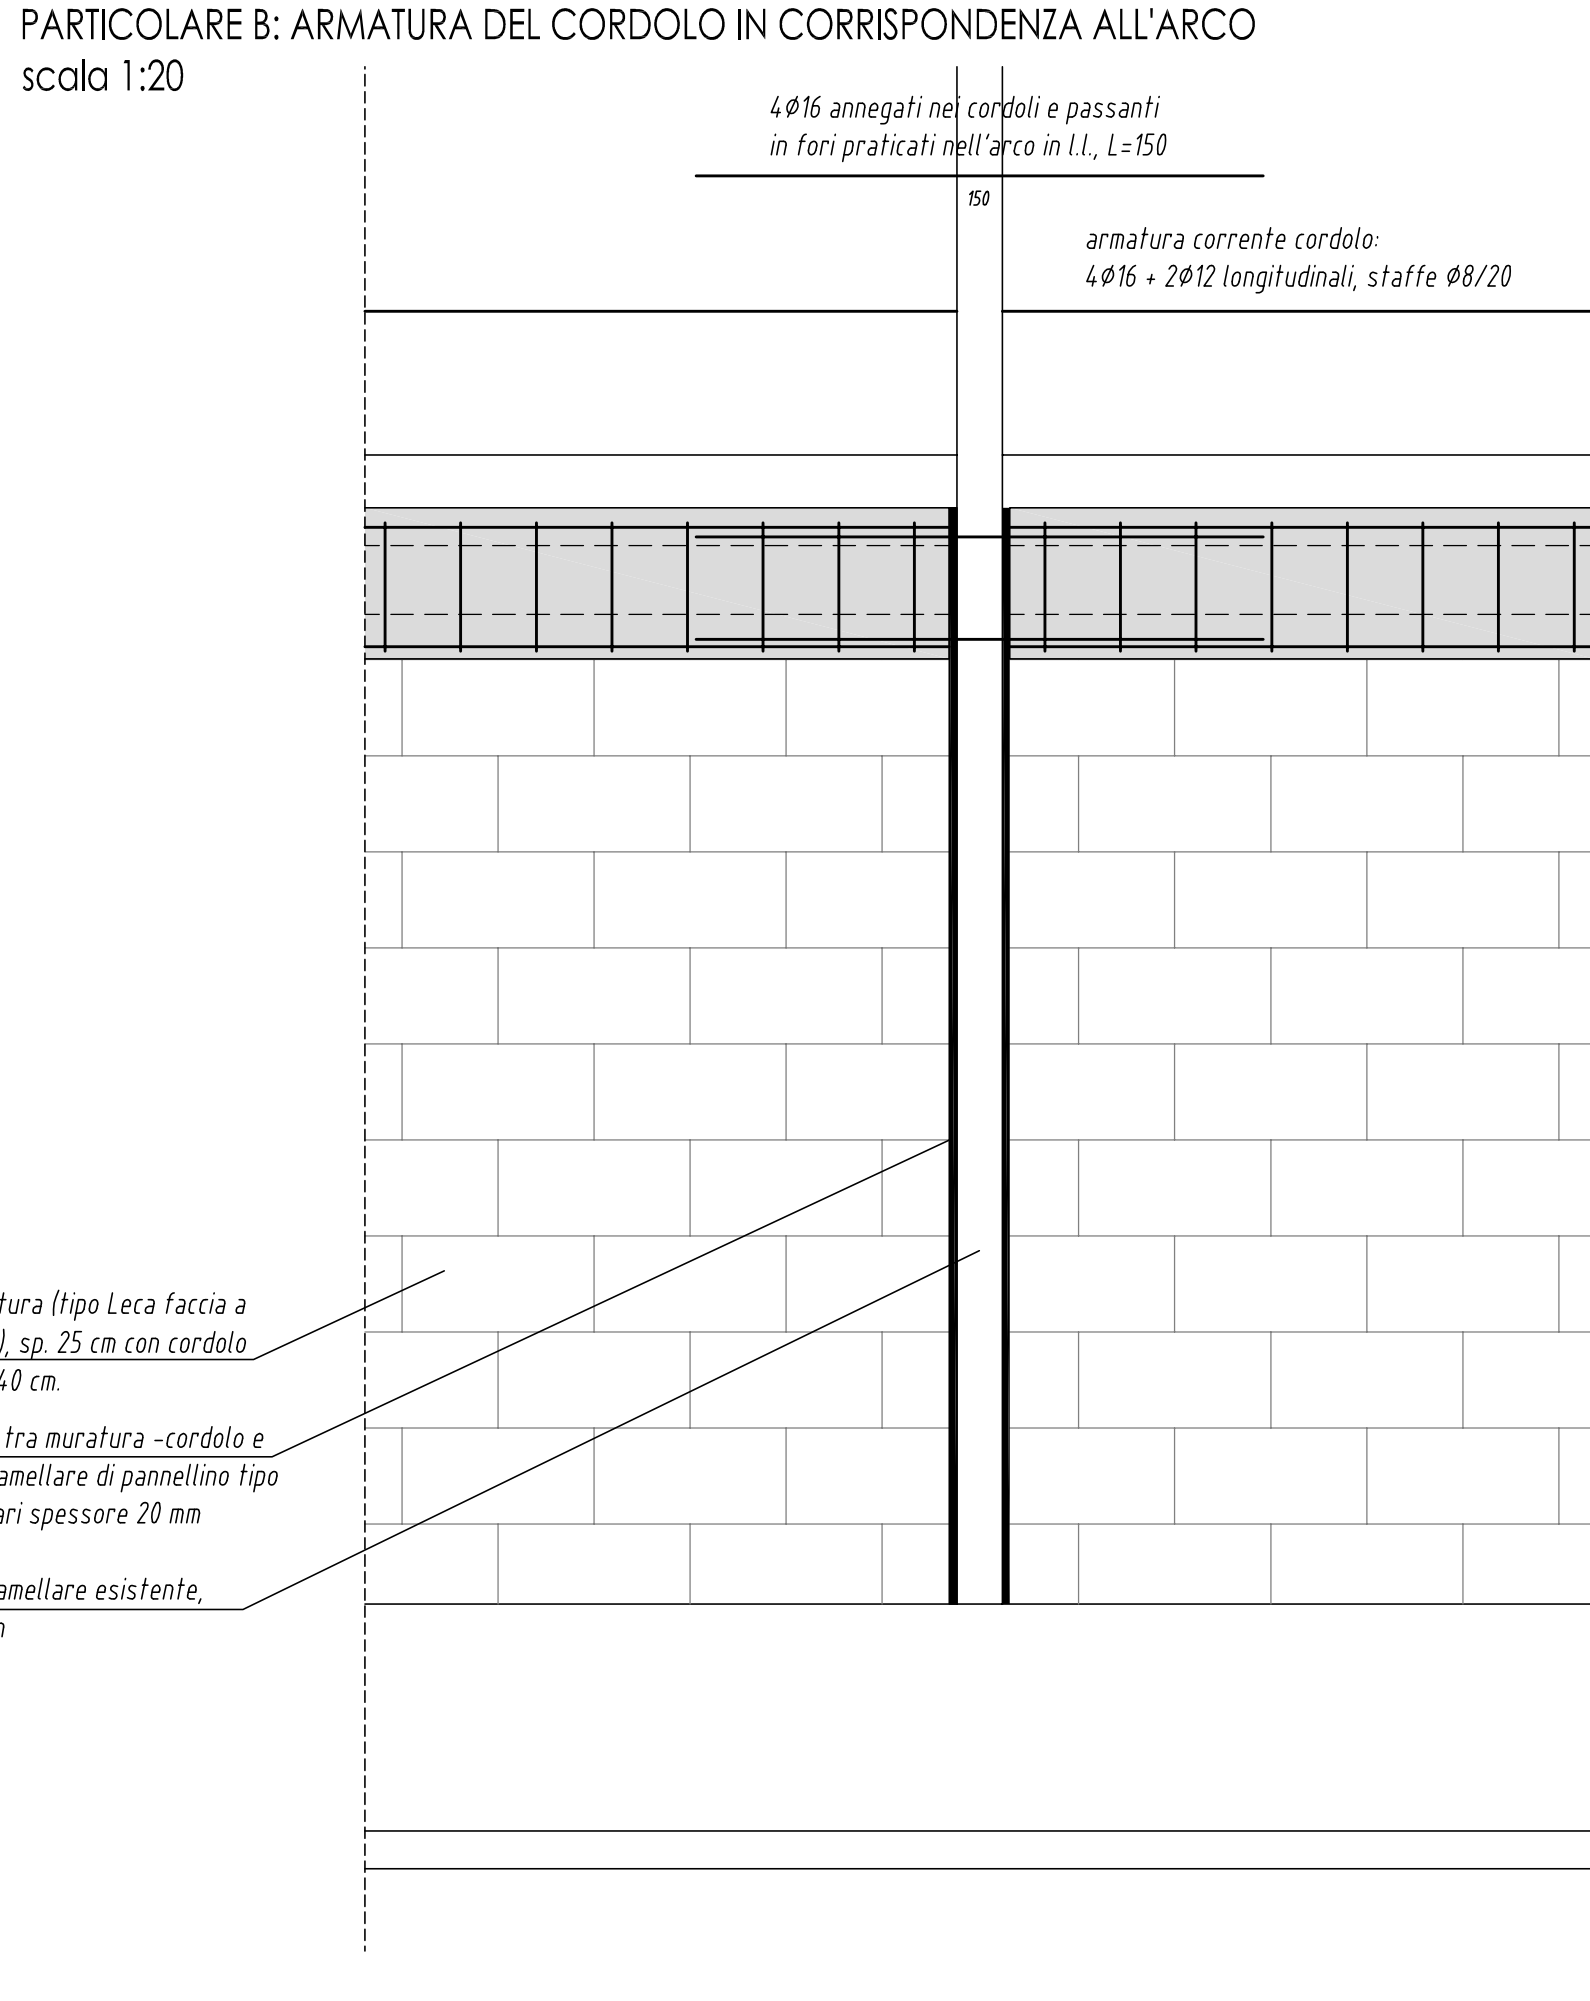 PARTICOLARE B: ARMATURA DEL CORDOLO IN CORRISPONDENZA ALL'ARCO
scala 1:20
4Ø16 annegati nei cordoli e passanti
in fori praticati nell'arco in l.l., L=150
150
armatura corrente cordolo:
4Ø16 + 2Ø12 longitudinali, staffe Ø8/20
tura (tipo Leca faccia a
), sp. 25 cm con cordolo
40 cm.
tra muratura -cordolo e
amellare di pannellino tipo
ari spessore 20 mm
amellare esistente,